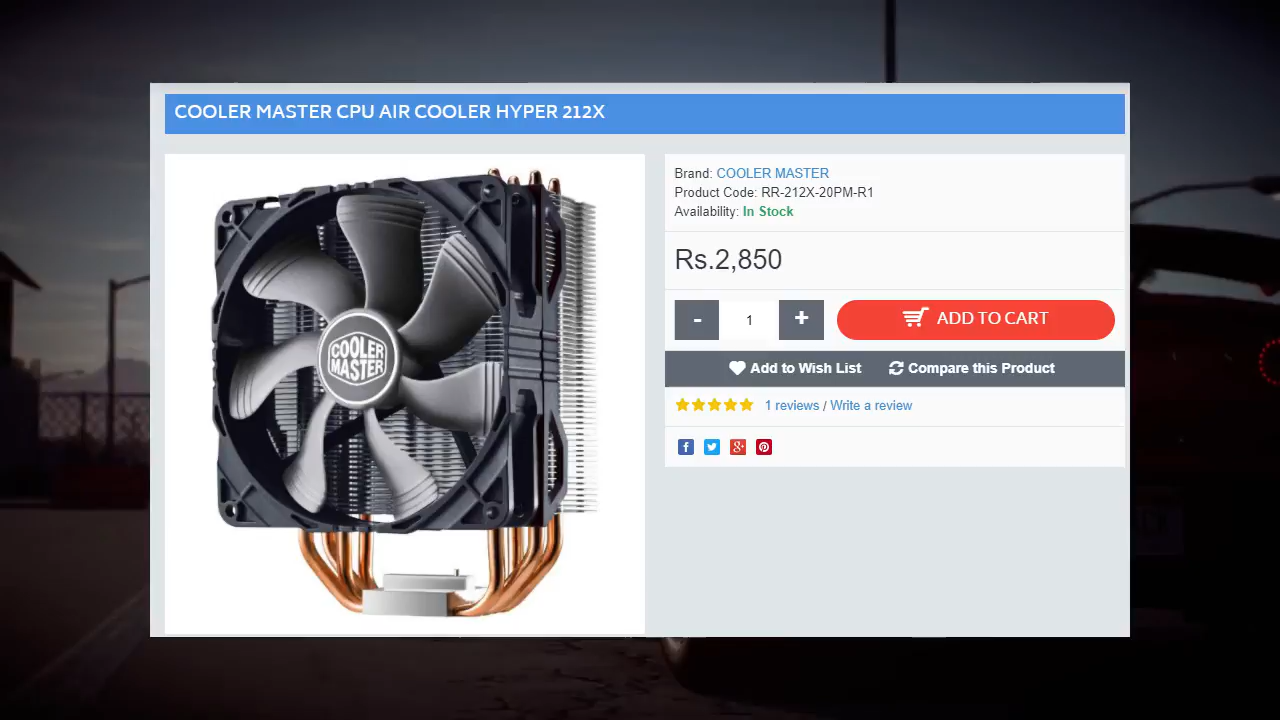 COOLER MASTER CPU AIR COOLER HYPER 212X
COOLER
MASTER
Brand: COOLER MASTER
Product Code: RR-212X-20PM-R1
Availability: In Stock
Rs.2,850
- 1 + ADD TO CART
Add to Wish List Compare this Product
1 reviews / Write a review